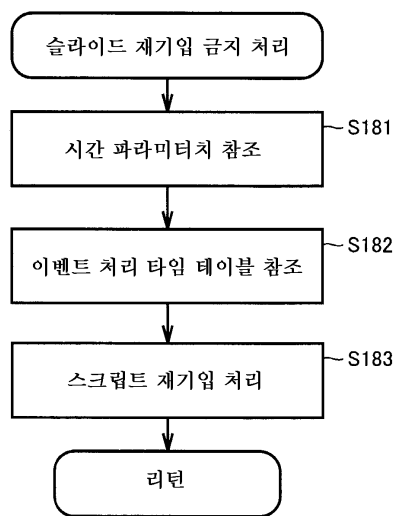 슬라이드 재기입 금지 처리
시간 파라미터치 참조
S181
이벤트 처리 타임 테이블 참조
S182
스크립트 재기입 처리
S183
리턴